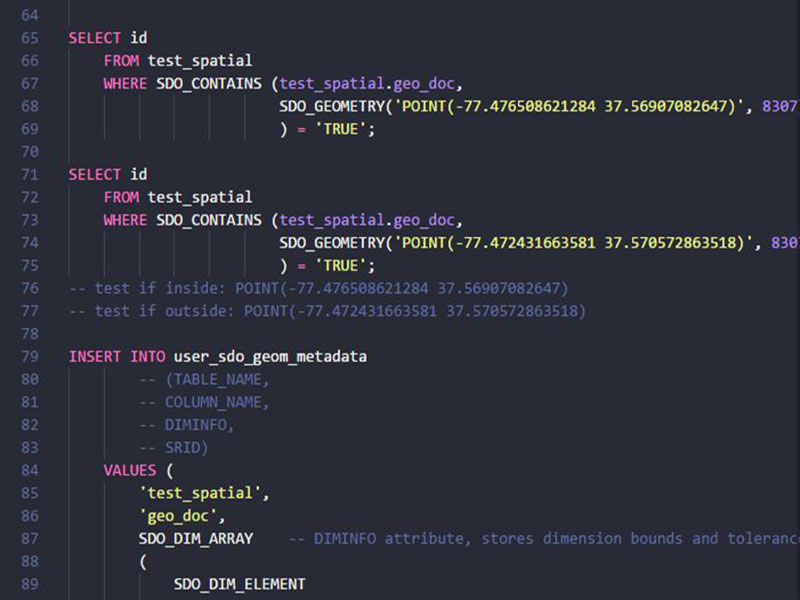 64
65 SELECT id
66 FROM test_spatial
67 WHERE SDO_CONTAINS (test_spatial.geo_doc,
68 SDO_GEOMETRY('POINT(-77.476508621284 37.56907082647)', 8307
69 ) = 'TRUE';
70
71 SELECT id
72 FROM test_spatial
73 WHERE SDO_CONTAINS (test_spatial.geo_doc,
74 SDO_GEOMETRY('POINT(-77.472431663581 37.570572863518)', 830
75 ) = 'TRUE';
76 -- test if inside: POINT(-77.476508621284 37.56907082647)
77 -- test if outside: POINT(-77.472431663581 37.570572863518)
78
79 INSERT INTO user_sdo_geom_metadata
80 -- (TABLE_NAME,
81 -- COLUMN_NAME,
82 -- DIMINFO,
83 -- SRID)
84 VALUES (
85 'test_spatial',
86 'geo_doc',
87 SDO_DIM_ARRAY -- DIMINFO attribute, stores dimension bounds and toleranc
88 (
89 SDO_DIM_ELEMENT